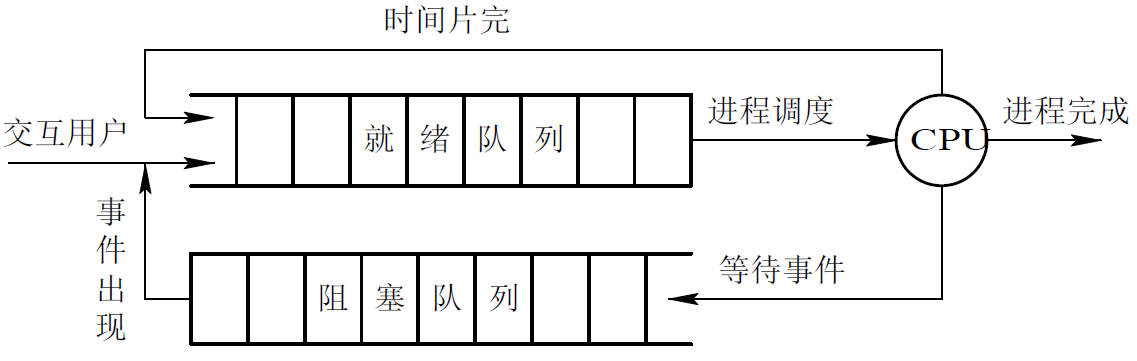 时间片完
交互用户
就绪队列
进程调度
CPU
进程完成
事件出现
阻塞队列
等待事件